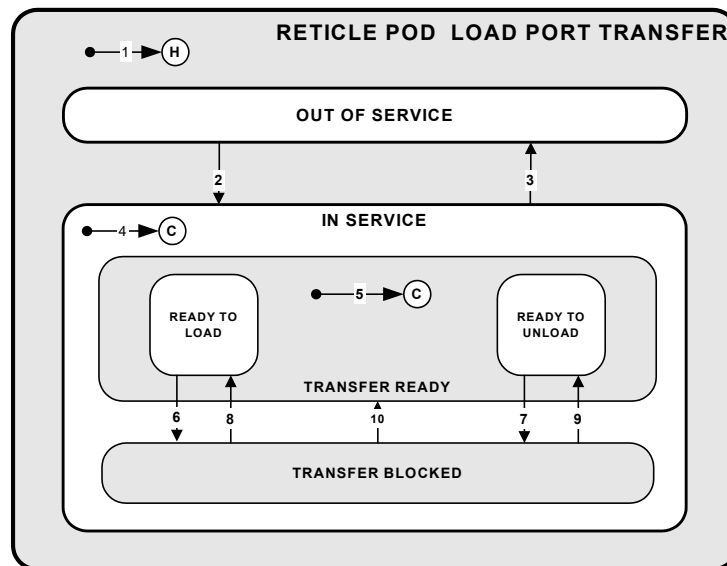 RETICLE POD LOAD PORT TRANSFER
1
H
OUT OF SERVICE
2
3
IN SERVICE
4
C
5
C
READY TO
LOAD
READY TO
UNLOAD
TRANSFER READY
6
8
10
7
9
TRANSFER BLOCKED